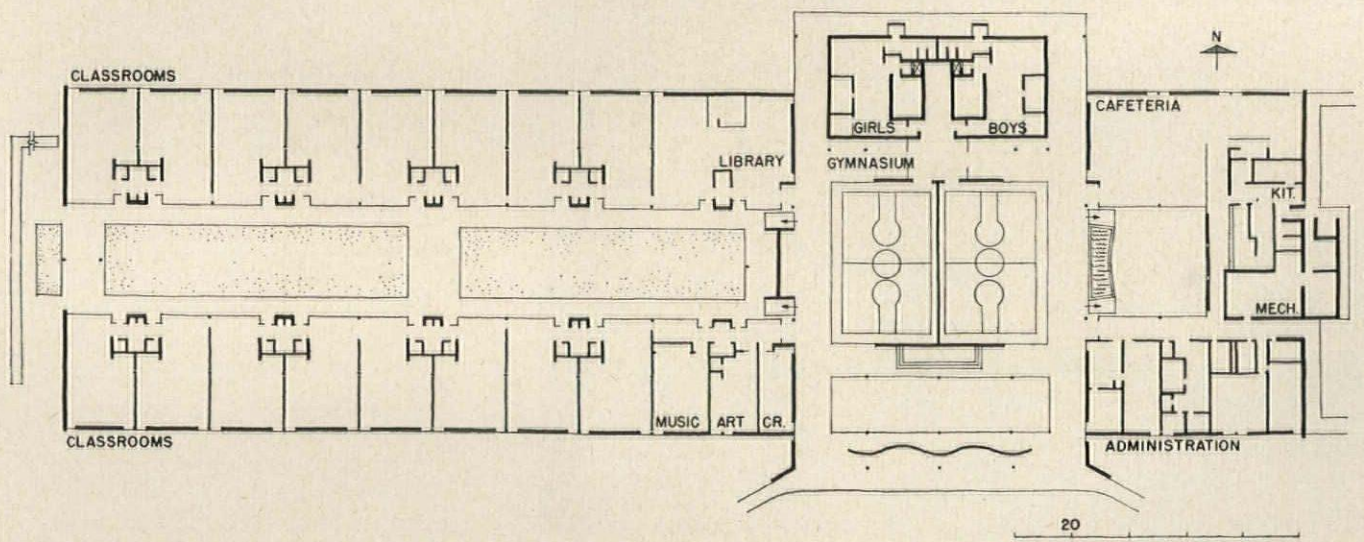 N
CLASSROOMS
CAFETERIA
GIRLS
BOYS
LIBRARY
GYMNASIUM
KIT.
MECH.
MUSIC
ART
CR.
CLASSROOMS
ADMINISTRATION
20